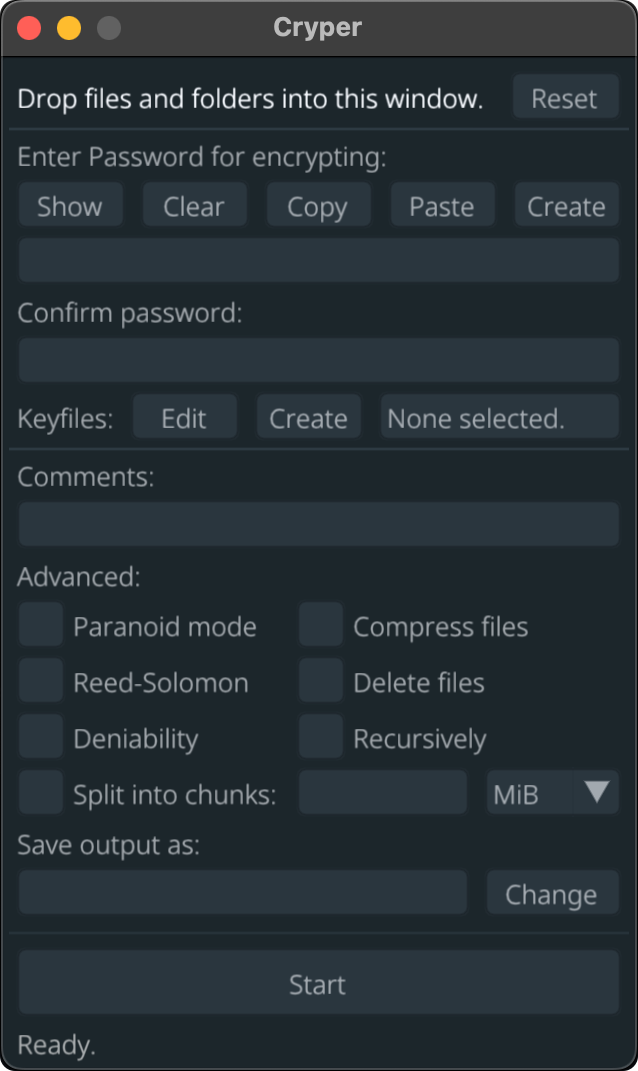 Cryper
Drop files and folders into this window. Reset
Enter Password for encrypting:
Show Clear Copy Paste Create
Confirm password:
Keyfiles: Edit Create None selected.
Comments:
Advanced:
Paranoid mode Compress files
Reed-Solomon Delete files
Deniability Recursively
Split into chunks: MiB
Save output as:
Change
Start
Ready.